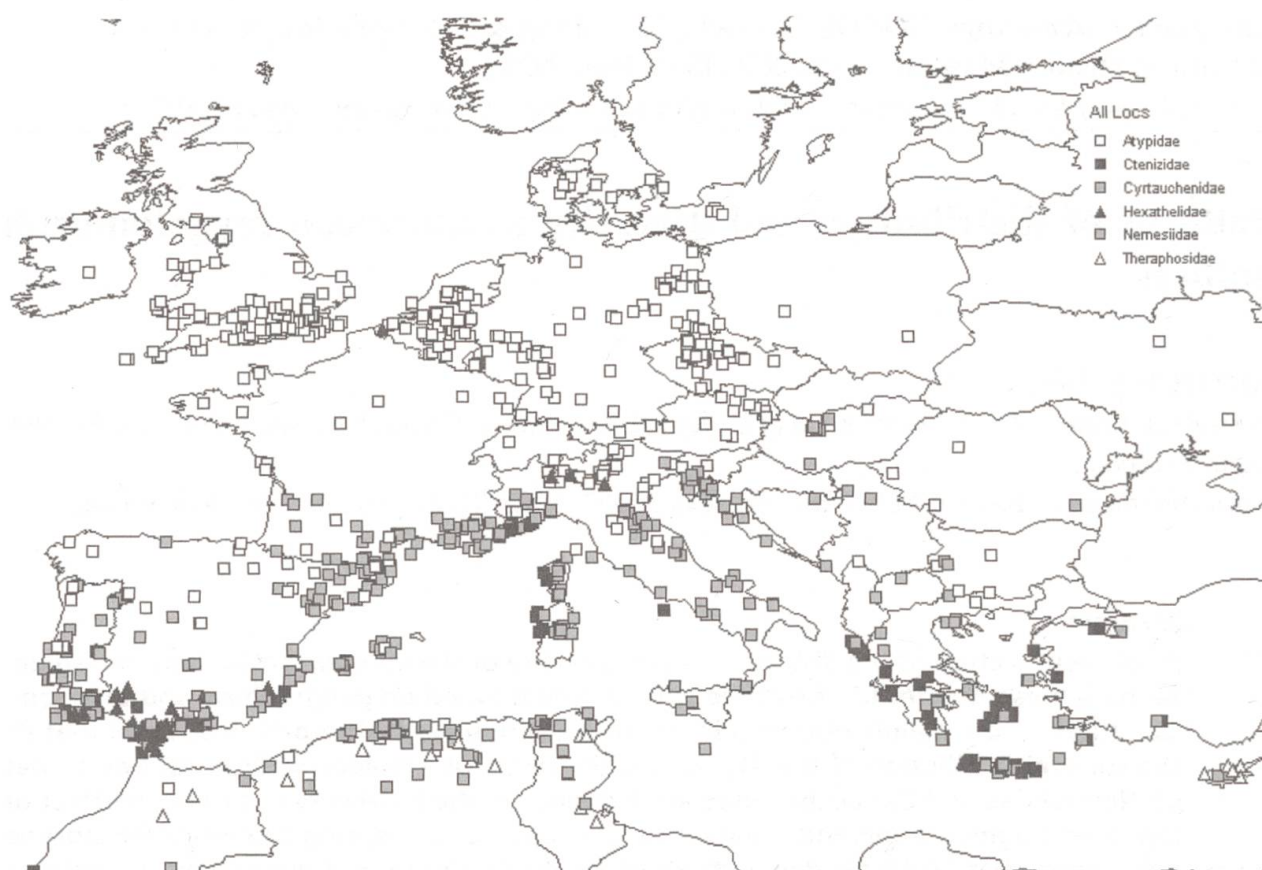 All Locs
Atypidae
Ctenizidae
Cyrtauchenidae
Hexathelidae
Nemesiidae
Theraphosidae